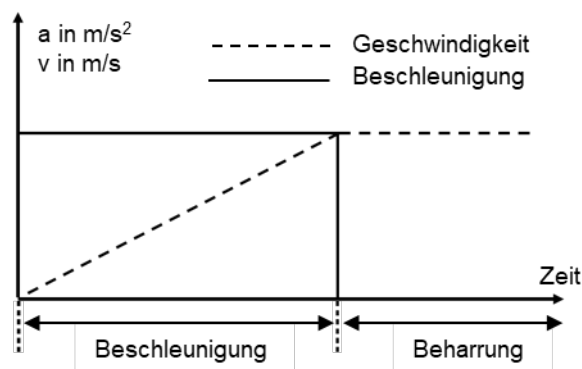 a in m/s²
v in m/s
Geschwindigkeit
Beschleunigung
Zeit
Beschleunigung
Beharrung